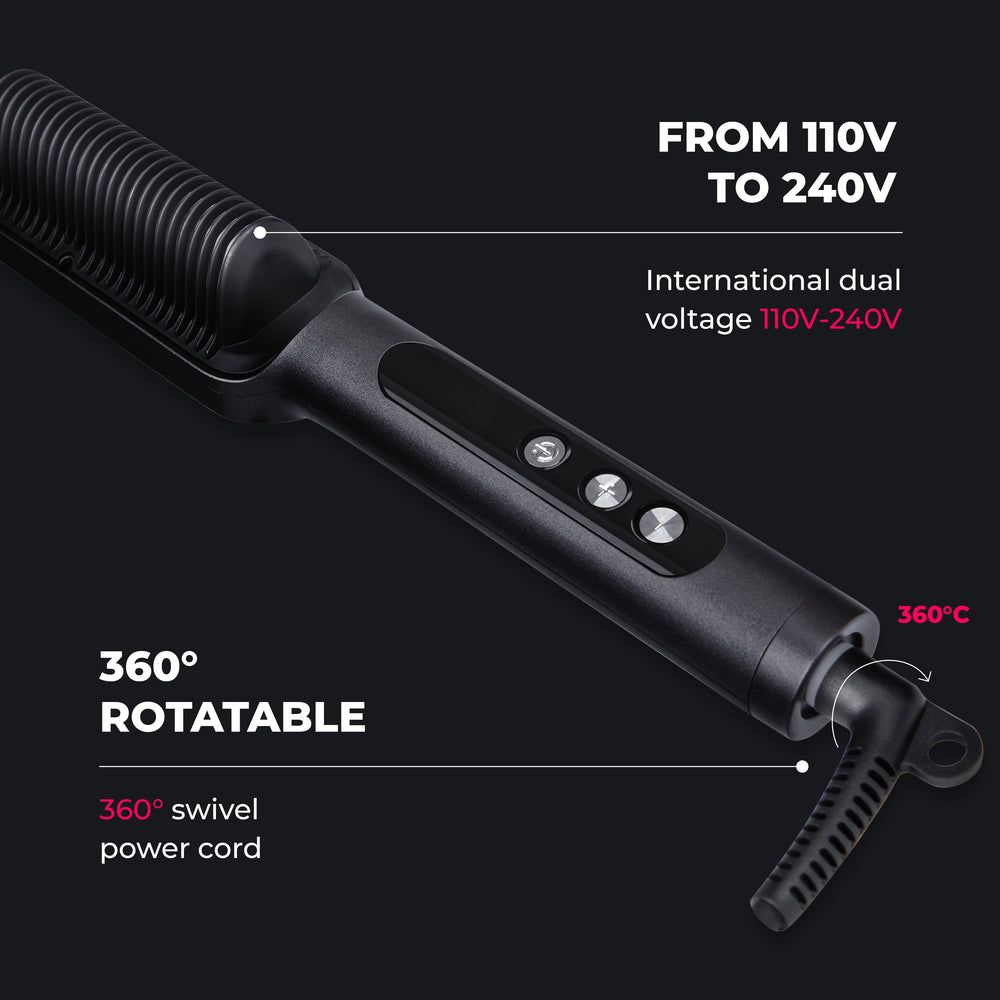 FROM 110V
TO 240V
International dual
voltage 110V-240V
360°C
360°
ROTATABLE
360° swivel
power cord